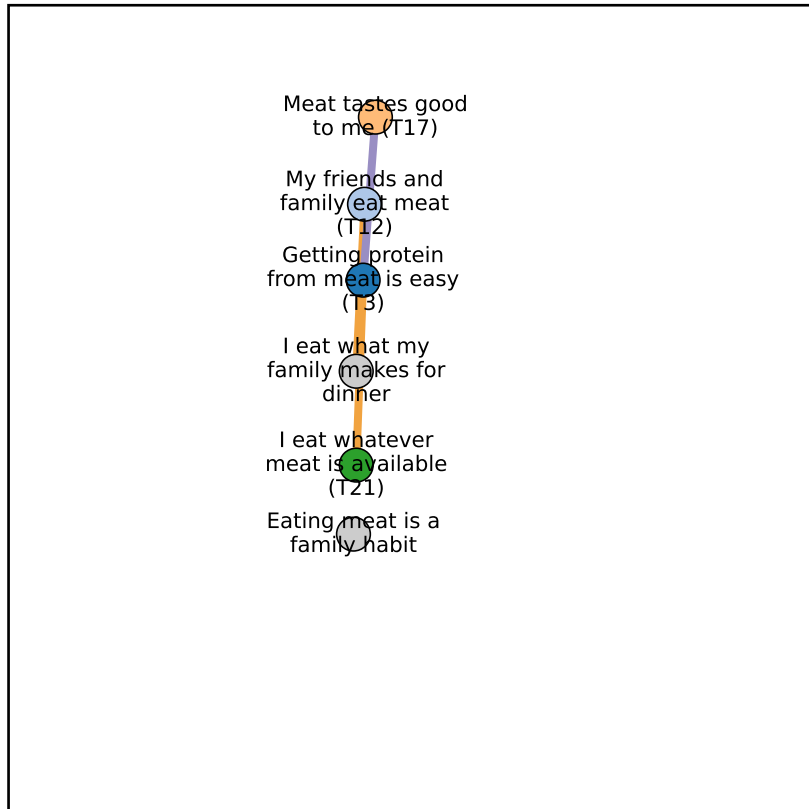 Meat tastes good
to me (T17)
My friends and
family eat meat
(T12)
Getting protein
from meat is easy
(T3)
I eat what my
family makes for
dinner
I eat whatever
meat is available
(T21)
Eating meat is a
family habit